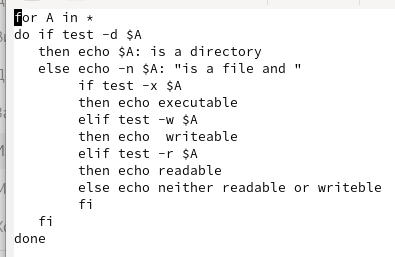 for A in *
do if test -d $A
   then echo $A: is a directory
   else echo -n $A: "is a file and "
        if test -x $A
        then echo executable
        elif test -w $A
        then echo  writeable
        elif test -r $A
        then echo readable
        else echo neither readable or writeble
        fi
   fi
done